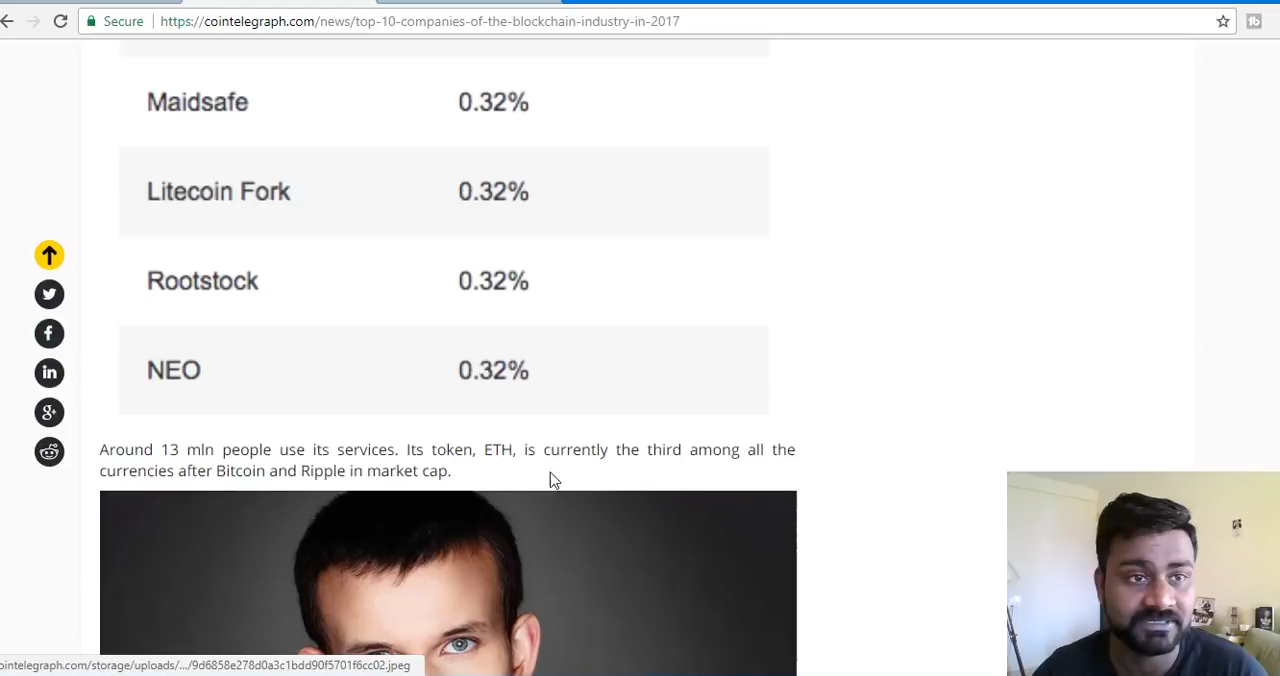 Secure https://cointelegraph.com/news/top-10-companies-of-the-blockchain-industry-in-2017
Maidsafe 0.32%
Litecoin Fork 0.32%
Rootstock 0.32%
NEO 0.32%
Around 13 mln people use its services. Its token, ETH, is currently the third among all the
currencies after Bitcoin and Ripple in market cap.
ointelegraph.com/storage/uploads/.../9d6858e278d0a3c1bdd90f5701f6cc02.jpeg